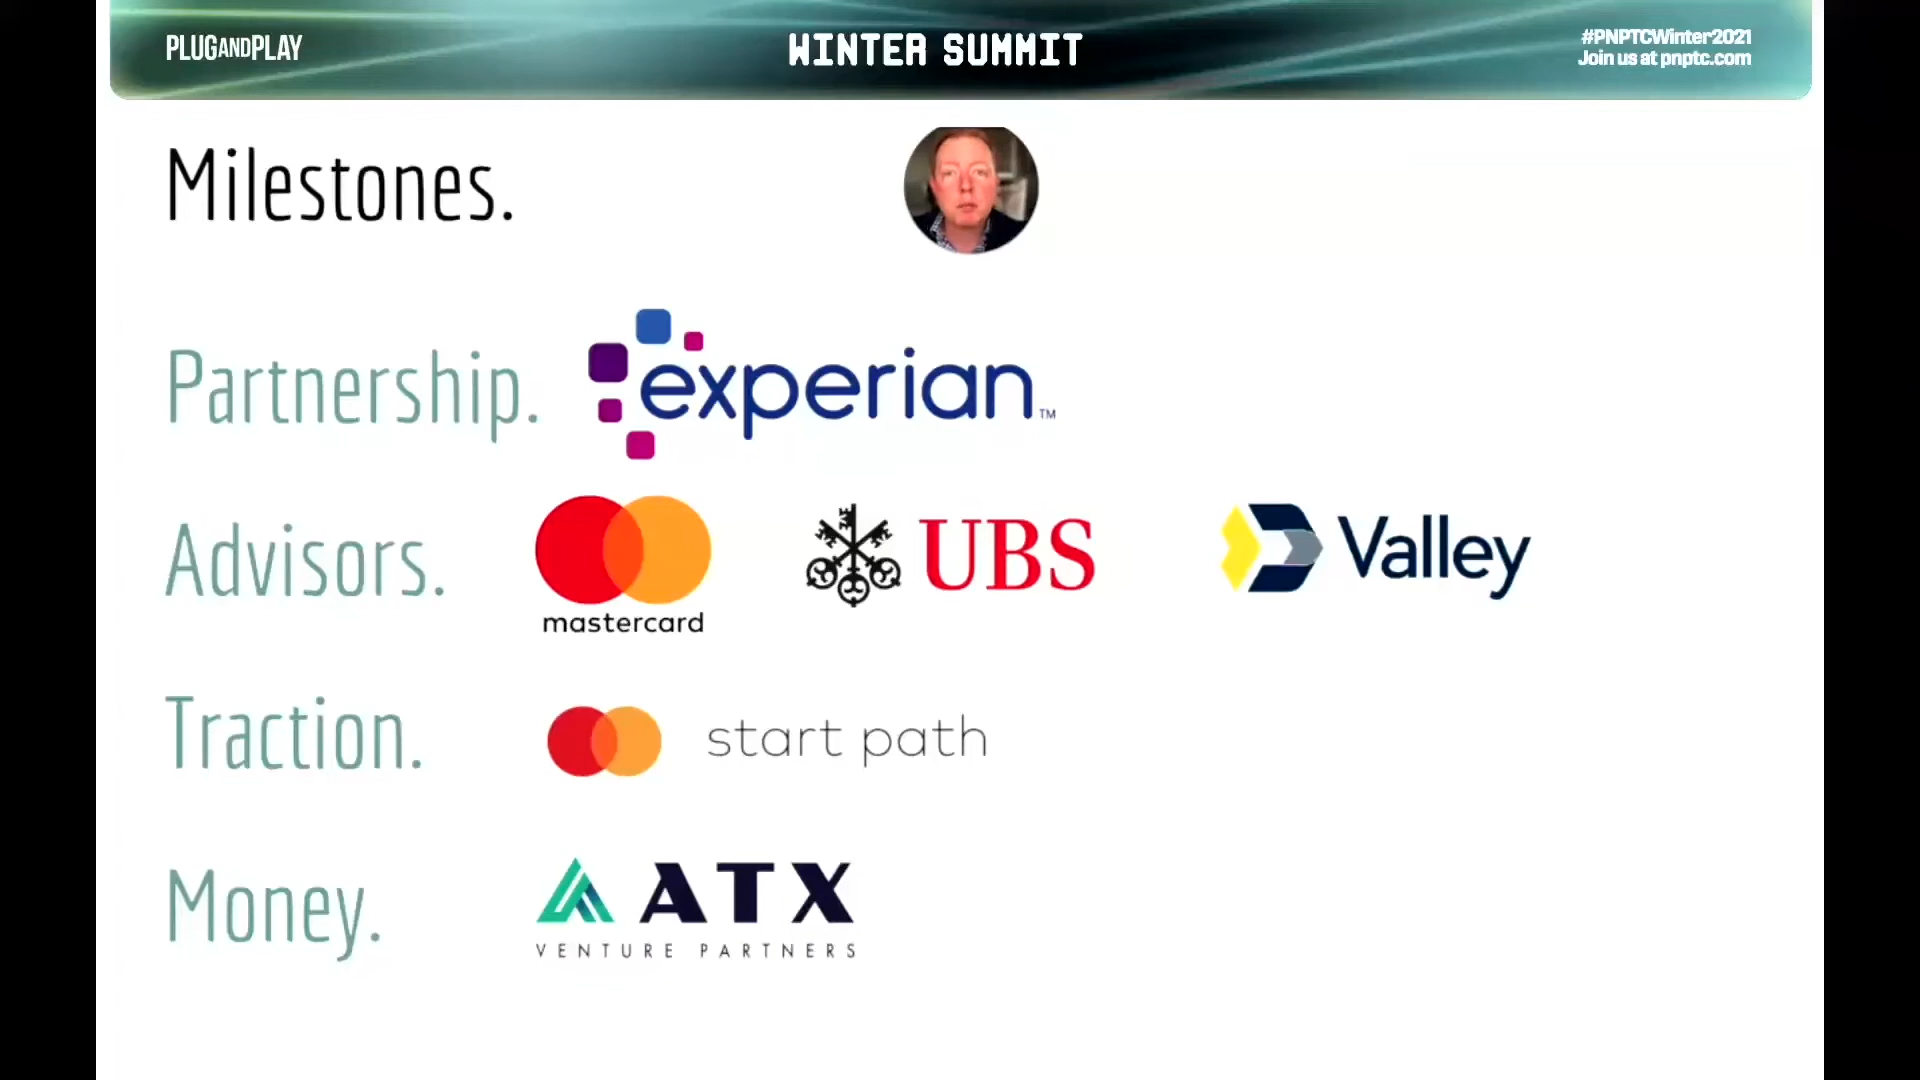 PLUGANDPLAY
WINTER SUMMIT
#PNPTCWinter2021
Join us at pnptc.com
Milestones.
Partnership.
experian™
Advisors.
mastercard
UBS
Valley
Traction.
start path
Money.
ATX
VENTURE PARTNERS